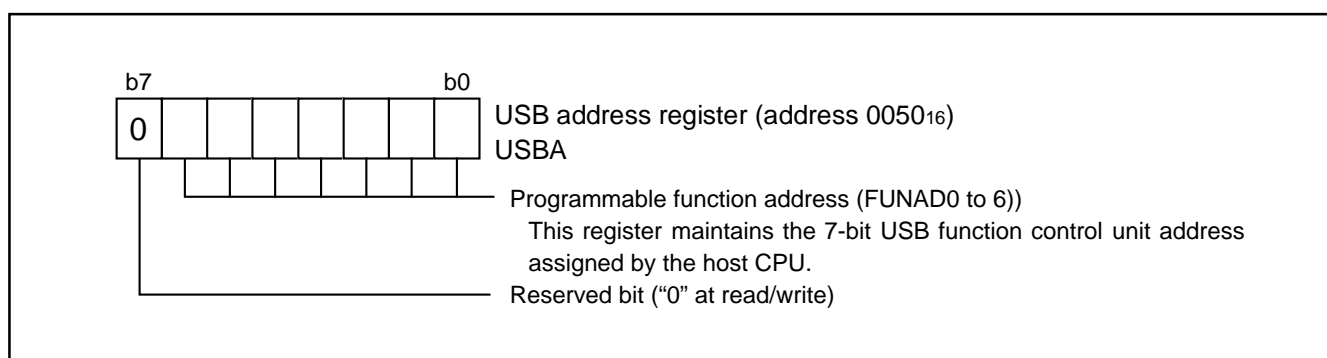 b7 b0
0
USB address register (address 0050₁₆)
USBA
Programmable function address (FUNAD0 to 6))
This register maintains the 7-bit USB function control unit address
assigned by the host CPU.
Reserved bit (“0” at read/write)